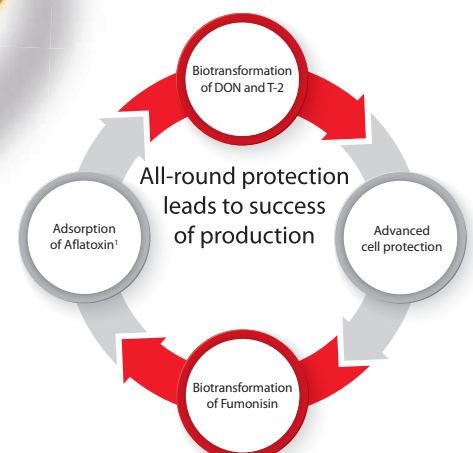 Biotransformation
of DON and T-2
All-round protection
leads to success
of production
Adsorption
of Aflatoxin¹
Advanced
cell protection
Biotransformation
of Fumonisin